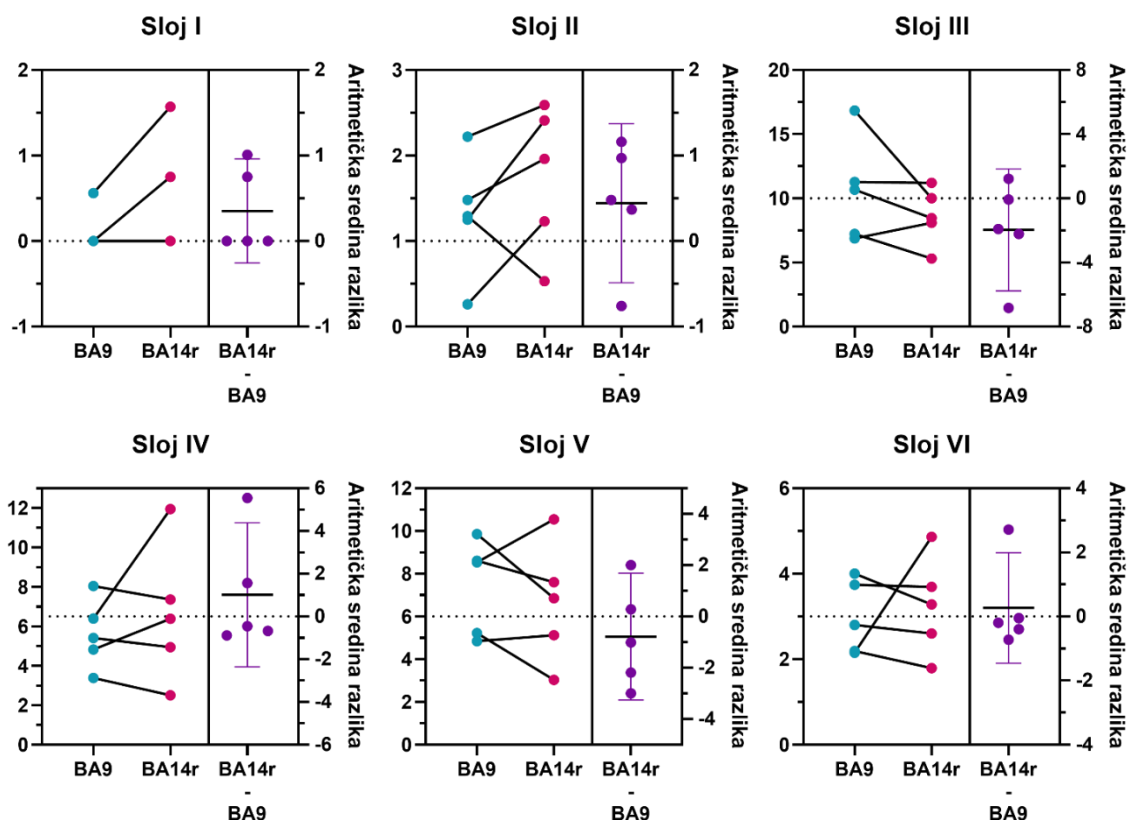 Sloj I
2
1
0
-1
BA9
BA14r
2
1
0
-1
BA14r
-
BA9
Aritmetička sredina razlika
Sloj II
3
2
1
0
BA9
BA14r
2
1
0
-1
BA14r
-
BA9
Aritmetička sredina razlika
Sloj III
20
15
10
5
0
BA9
BA14r
8
4
0
-4
-8
BA14r
-
BA9
Aritmetička sredina razlika
Sloj IV
12
10
8
6
4
2
0
BA9
BA14r
6
4
2
0
-2
-4
-6
BA14r
-
BA9
Aritmetička sredina razlika
Sloj V
12
10
8
6
4
2
0
BA9
BA14r
4
2
0
-2
-4
BA14r
-
BA9
Aritmetička sredina razlika
Sloj VI
6
4
2
0
BA9
BA14r
4
2
0
-2
-4
BA14r
-
BA9
Aritmetička sredina razlika